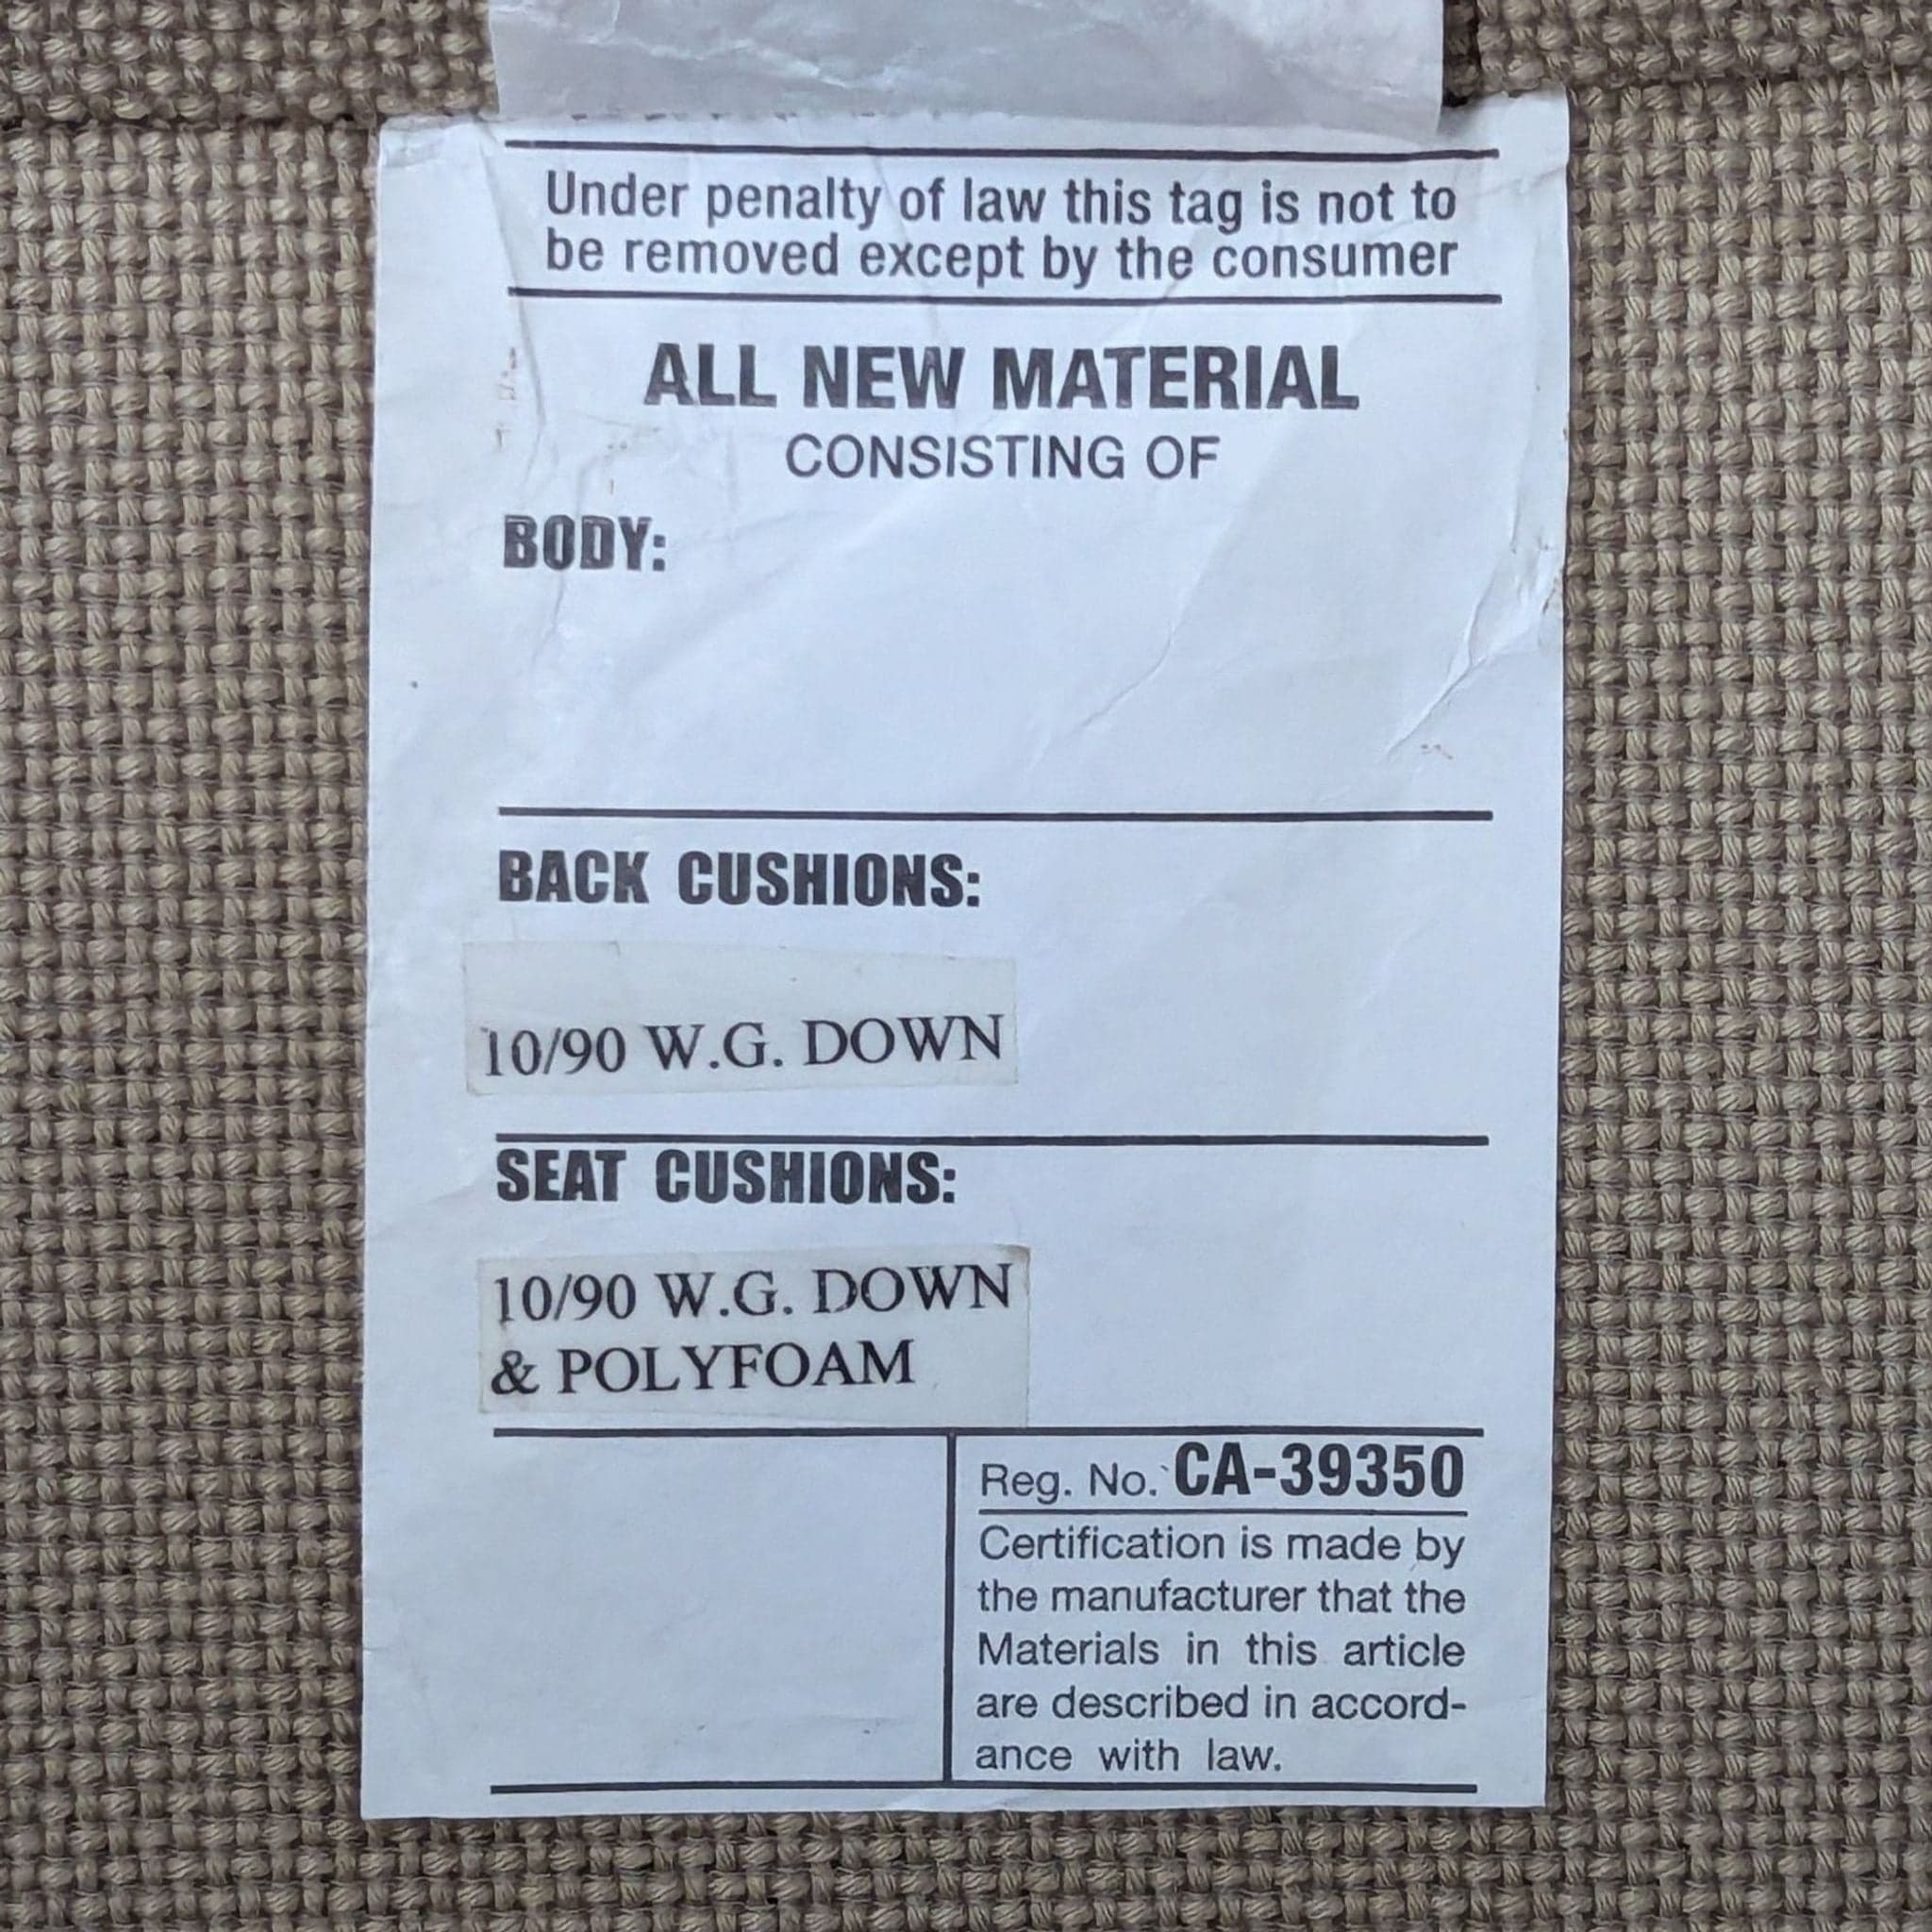 Under penalty of law this tag is not to
be removed except by the consumer
ALL NEW MATERIAL
CONSISTING OF
BODY:
BACK CUSHIONS:
10/90 W.G. DOWN
SEAT CUSHIONS:
10/90 W.G. DOWN
& POLYFOAM
Reg. No. CA-39350
Certification is made by
the manufacturer that the
Materials in this article
are described in accord-
ance with law.